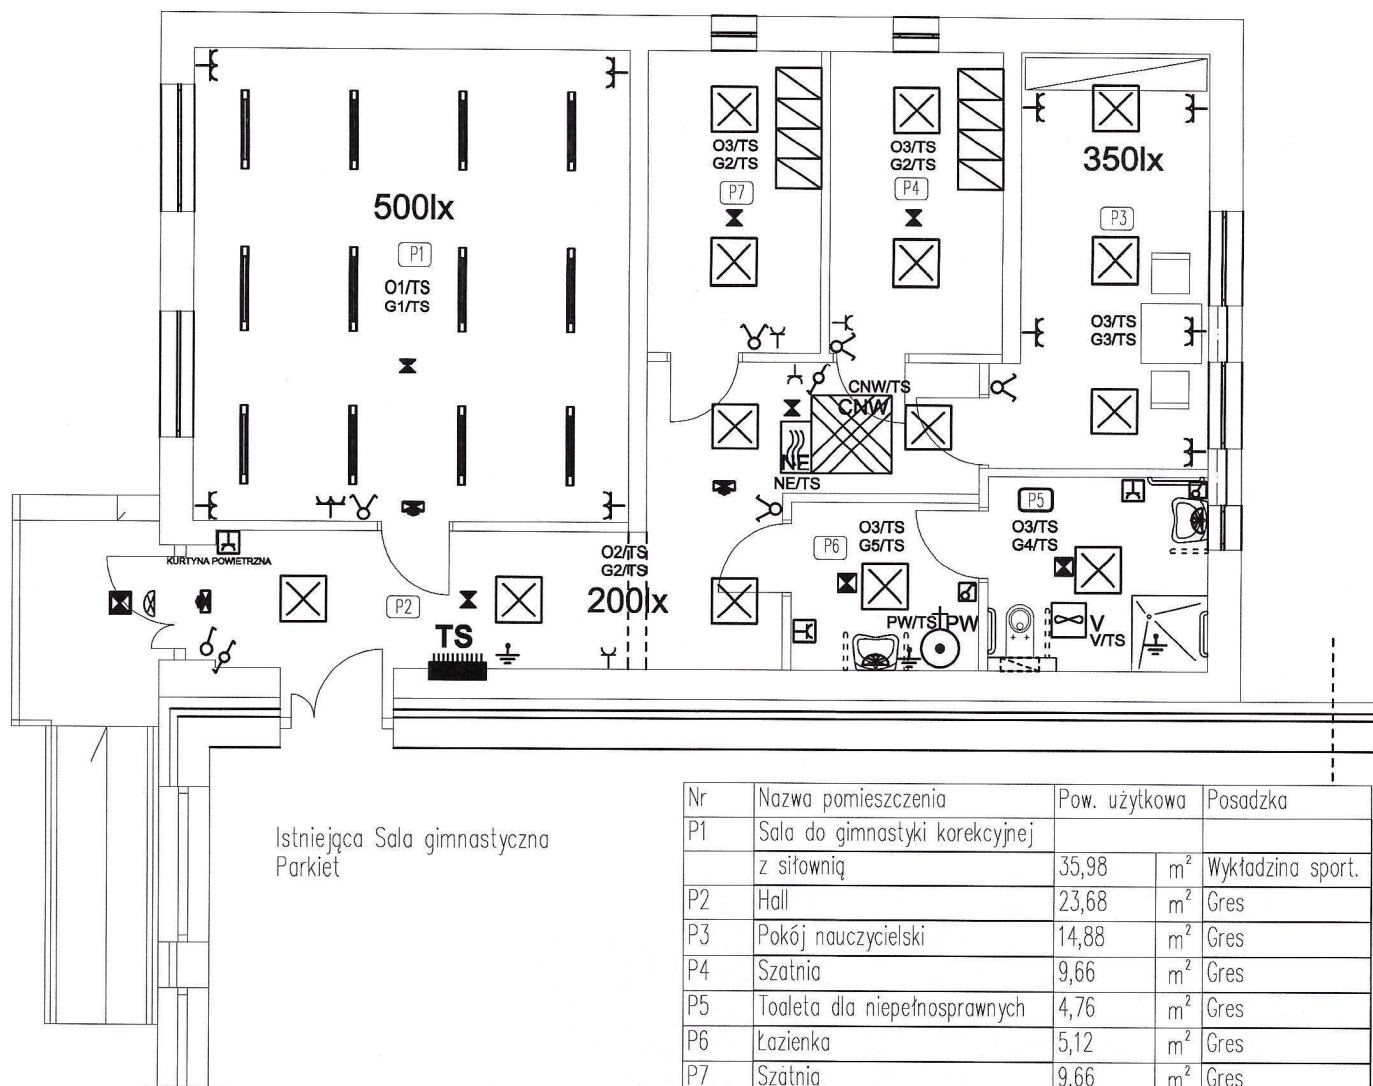 O3/TS
G2/TS
P7
O3/TS
G2/TS
P4
350lx
P3
500lx
P1
O1/TS
G1/TS
O3/TS
G3/TS
CNW/TS
CNW
NE
NE/TS
P5
O3/TS
G4/TS
O3/TS
G5/TS
P6
KURTYNA POWIETRZNA
O2/TS
G2/TS
200lx
P2
TS
PW/TS
PW
V
V/TS
Istniejąca Sala gimnastyczna
Parkiet
Nr Nazwa pomieszczenia Pow. użytkowa Posadzka
P1 Sala do gimnastyki korekcyjnej
z siłownią 35,98 m² Wykładzina sport.
P2 Hall 23,68 m² Gres
P3 Pokój nauczycielski 14,88 m² Gres
P4 Szatnia 9,66 m² Gres
P5 Toaleta dla niepełnosprawnych 4,76 m² Gres
P6 Łazienka 5,12 m² Gres
P7 Szatnia 9,66 m² Gres